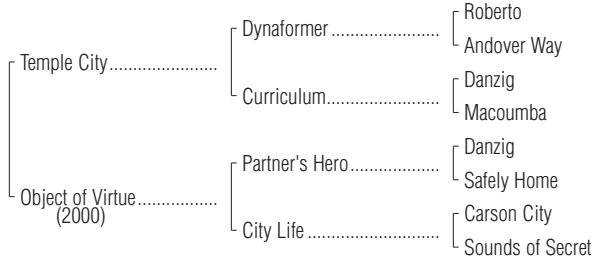 Roberto
Dynaformer
Andover Way
Temple City
Danzig
Curriculum
Macoumba
Danzig
Partner's Hero
Safely Home
Object of Virtue
(2000)
Carson City
City Life
Sounds of Secret